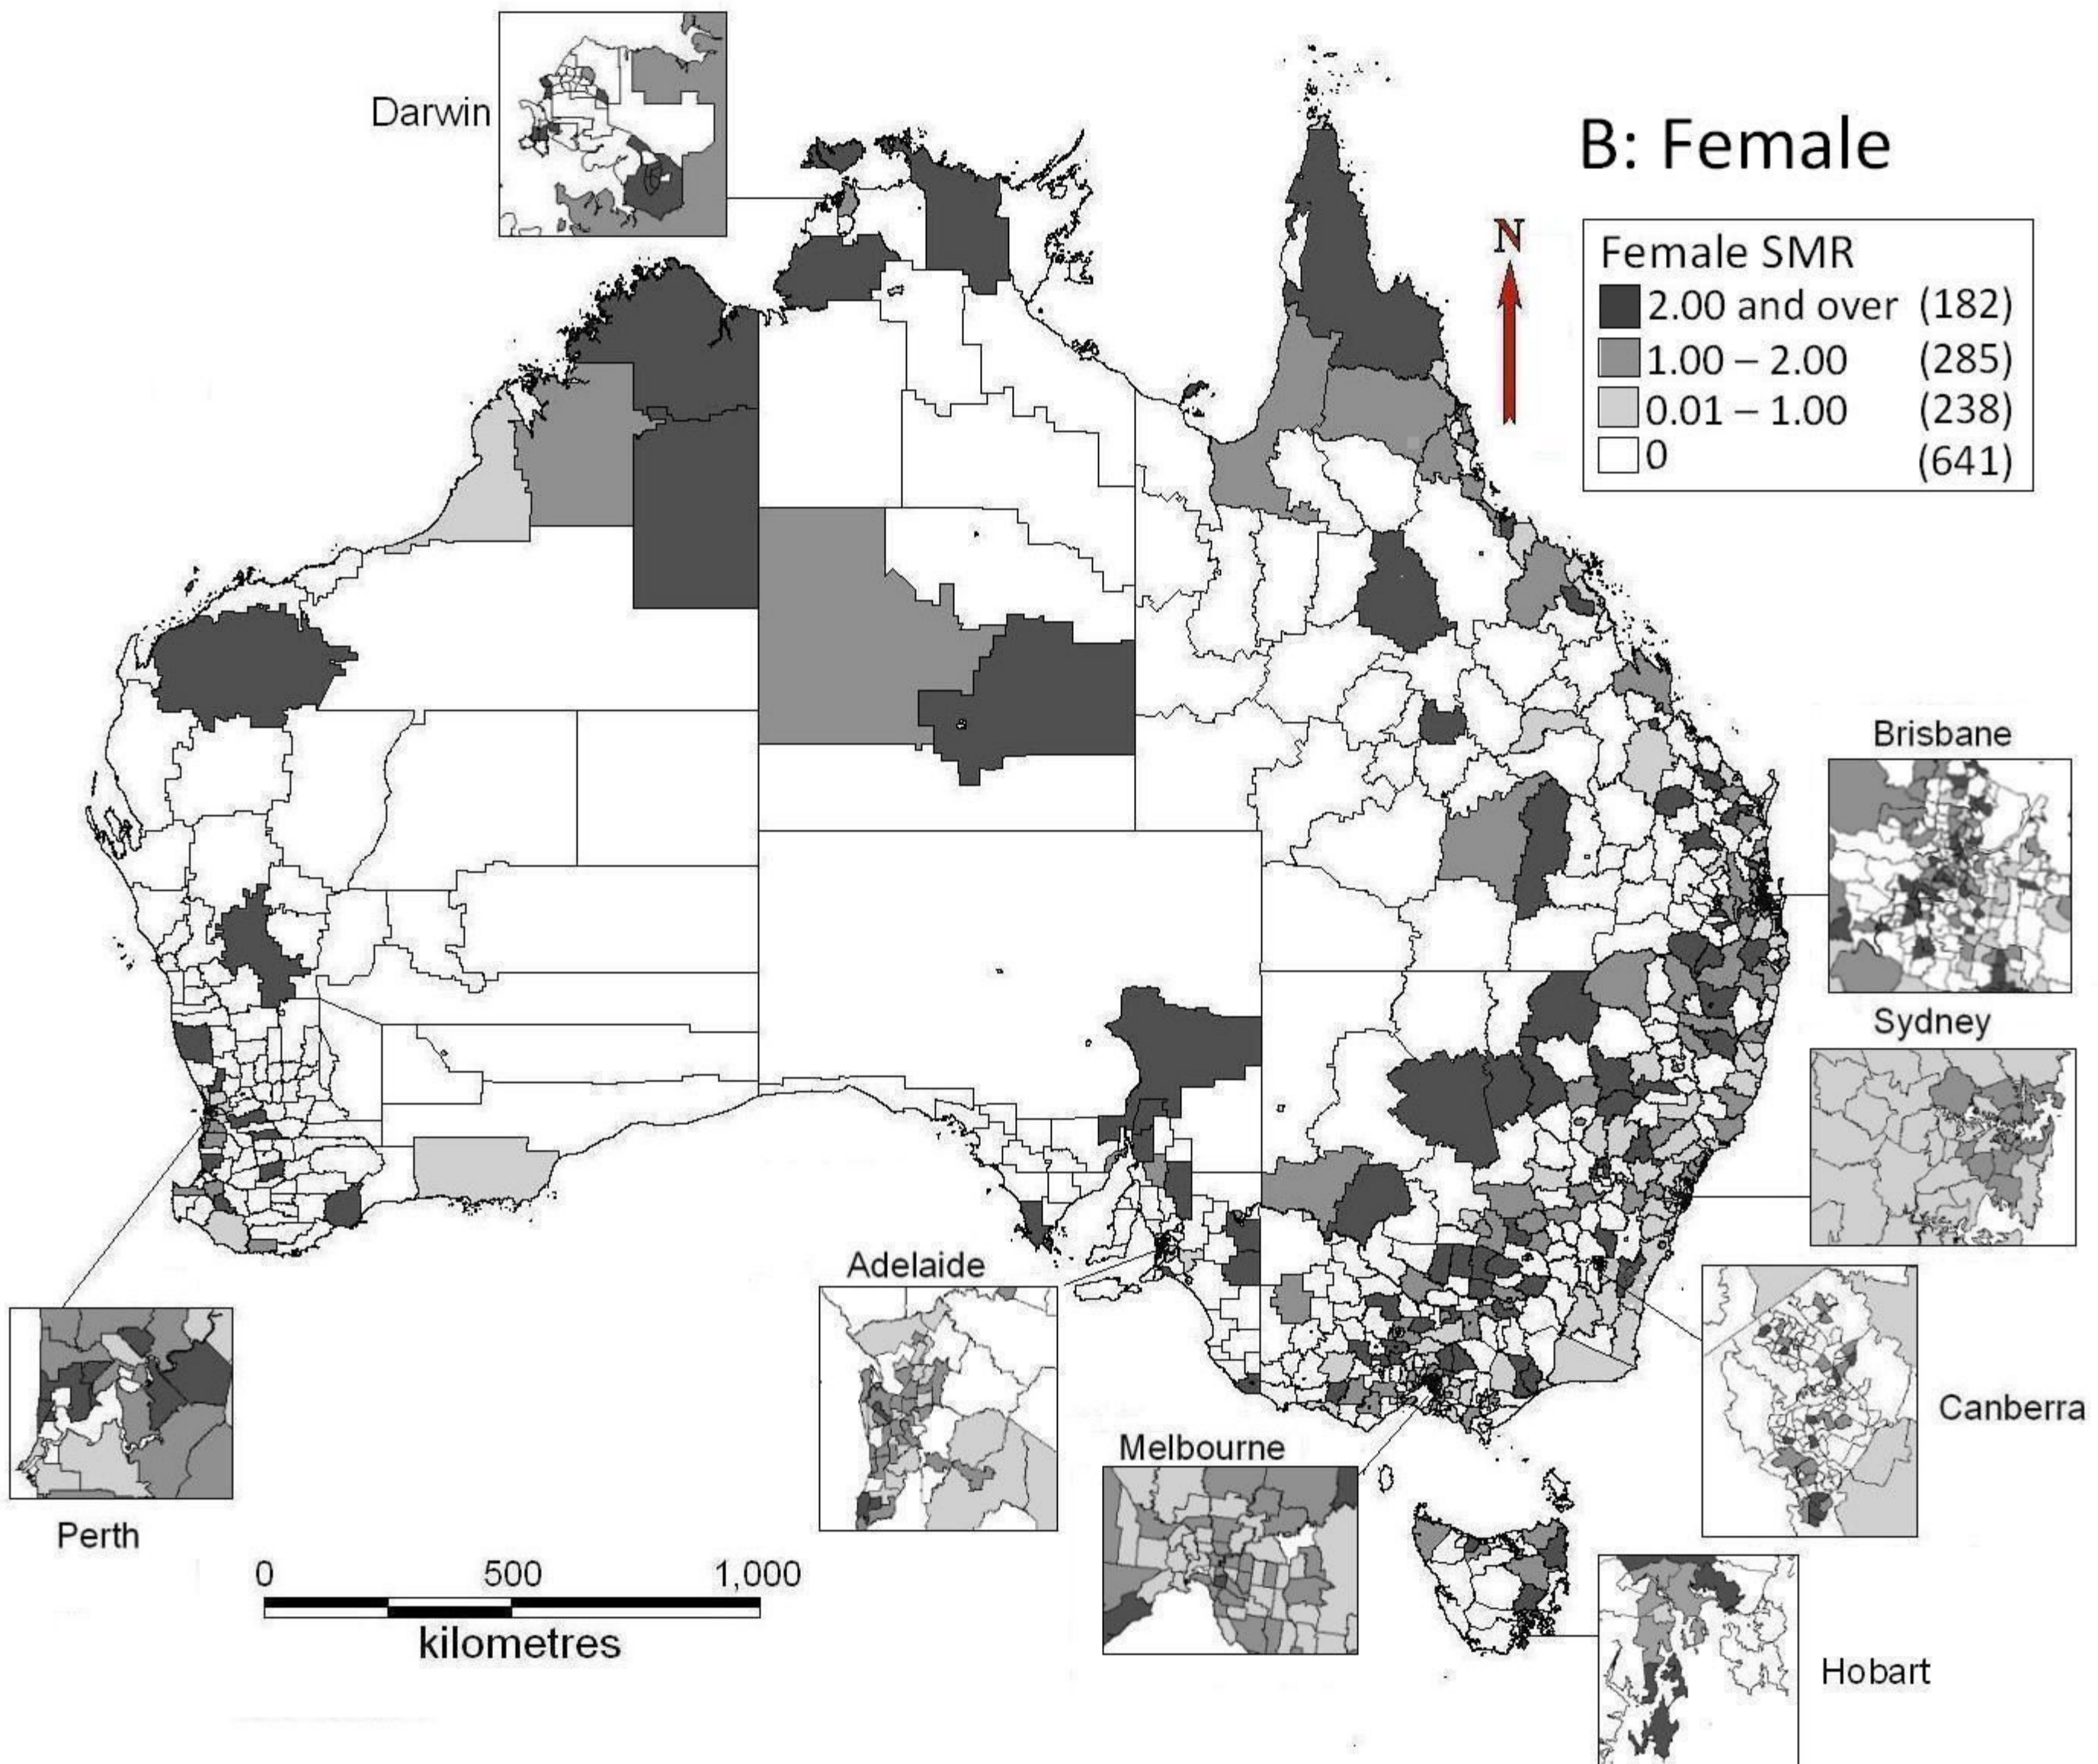 Darwin
B: Female
N
Female SMR
2.00 and over (182)
1.00 – 2.00 (285)
0.01 – 1.00 (238)
0 (641)
Brisbane
Sydney
Adelaide
Canberra
Melbourne
Perth
0 500 1,000
kilometres
Hobart